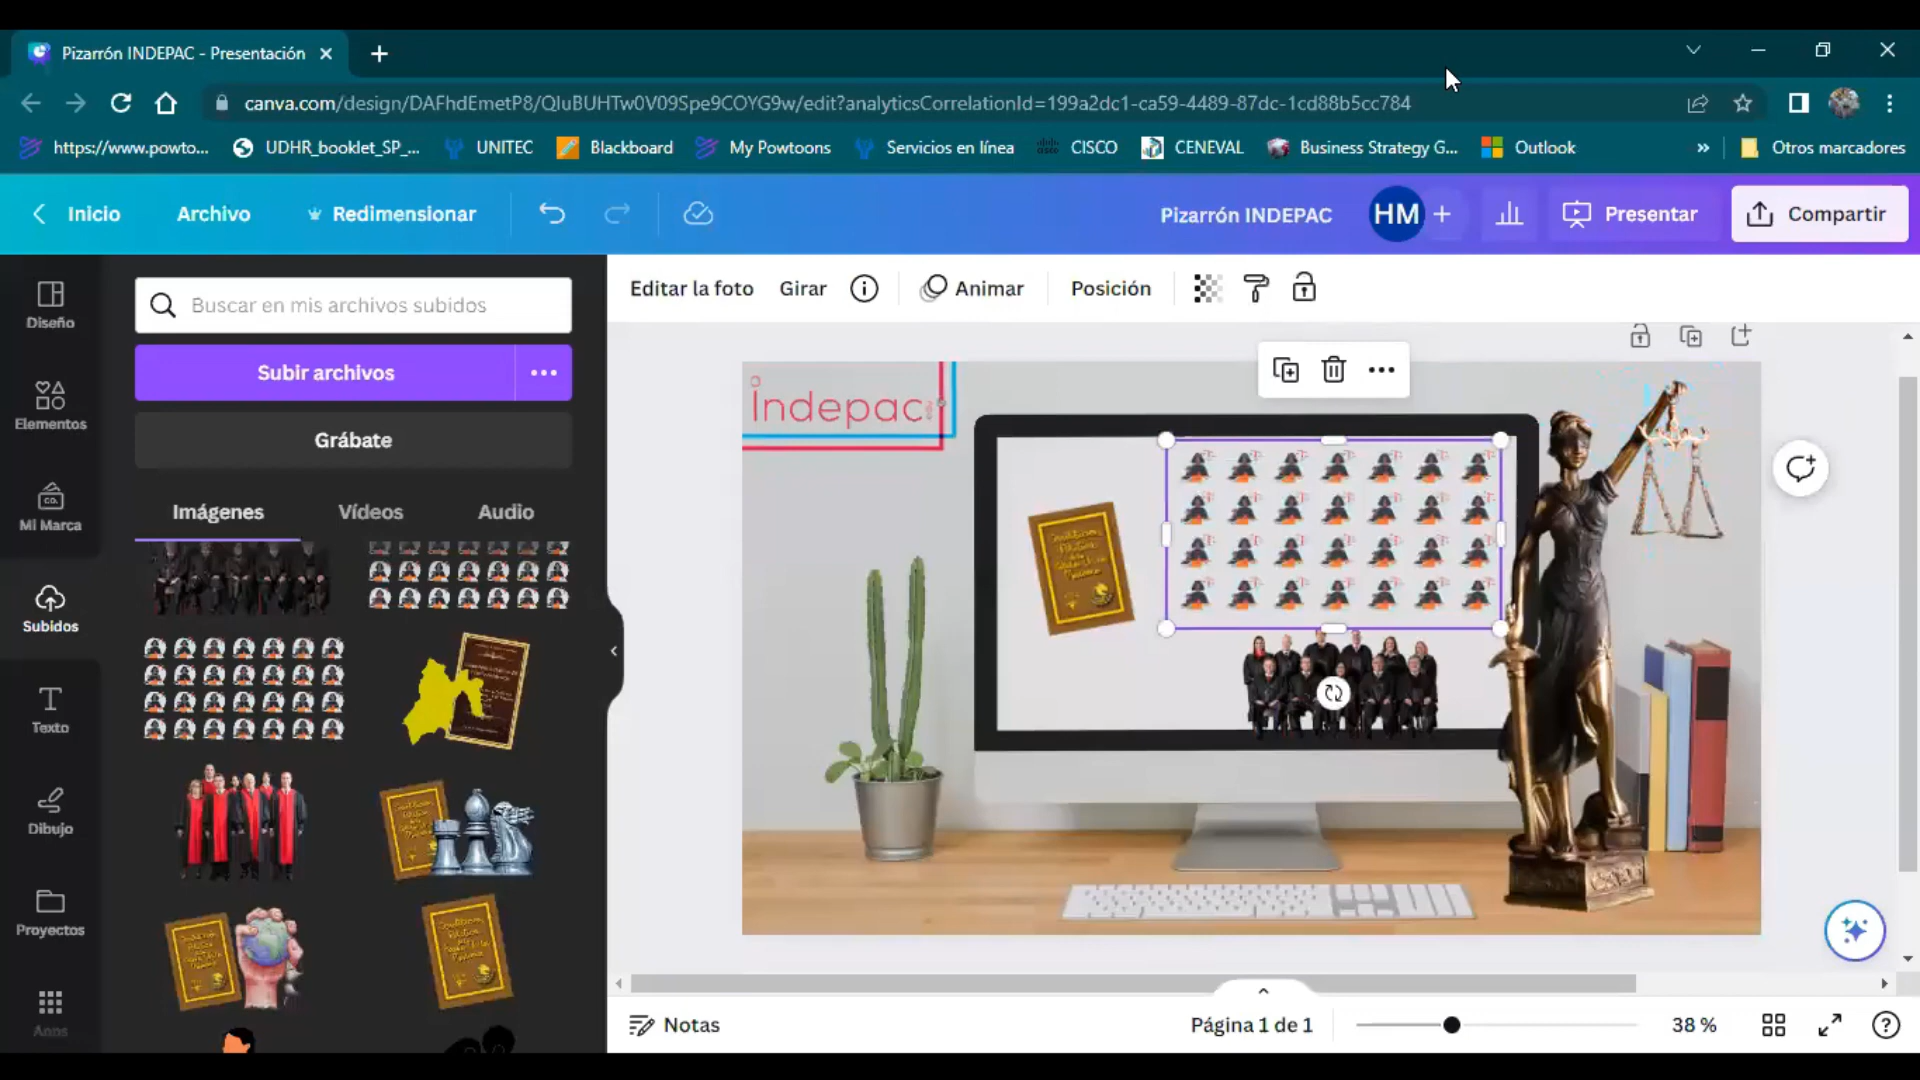 Pizarrón INDEPAC - Presentación
canva.com/design/DAFhdEmetP8/QIuBUHTw0V09Spe9COYG9w/edit?analyticsCorrelationId=199a2dc1-ca59-4489-87dc-1cd88b5cc784
https://www.powto... UDHR_booklet_SP_... UNITEC Blackboard My Powtoons Servicios en línea CISCO CENEVAL Business Strategy G... Outlook » Otros marcadores
Inicio Archivo Redimensionar Pizarrón INDEPAC HM + Presentar Compartir
Diseño
Elementos
Mi Marca
Subidos
Texto
Dibujo
Proyectos
Apps
Buscar en mis archivos subidos
Subir archivos
Grábate
Imágenes Vídeos Audio
Editar la foto Girar Animar Posición
Indepac
edu
Notas Página 1 de 1 38 %